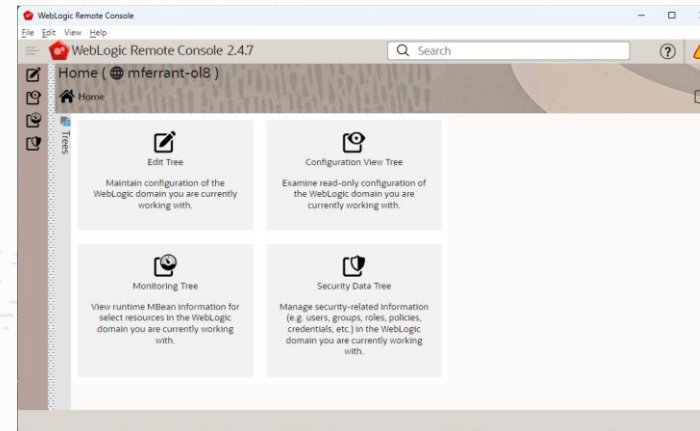 WebLogic Remote Console
File Edit View Help
WebLogic Remote Console 2.4.7
Search
Home ( mferrant-ol8 )
Home
Trees
Edit Tree
Maintain configuration of the
WebLogic domain you are currently
working with.
Configuration View Tree
Examine read-only configuration of
the WebLogic domain you are
currently working with.
Monitoring Tree
View runtime MBean information for
select resources in the WebLogic
domain you are currently working
with.
Security Data Tree
Manage security-related information
(e.g. users, groups, roles, policies,
credentials, etc.) in the WebLogic
domain you are currently working
with.